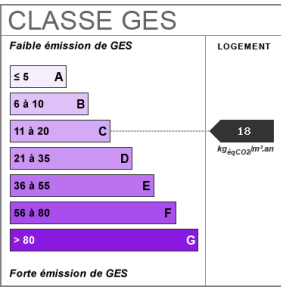 CLASSE GES
Faible émission de GES
LOGEMENT
≤ 5 A
6 à 10 B
11 à 20 C
18
kgéqCO2/m².an
21 à 35 D
36 à 55 E
56 à 80 F
> 80 G
Forte émission de GES